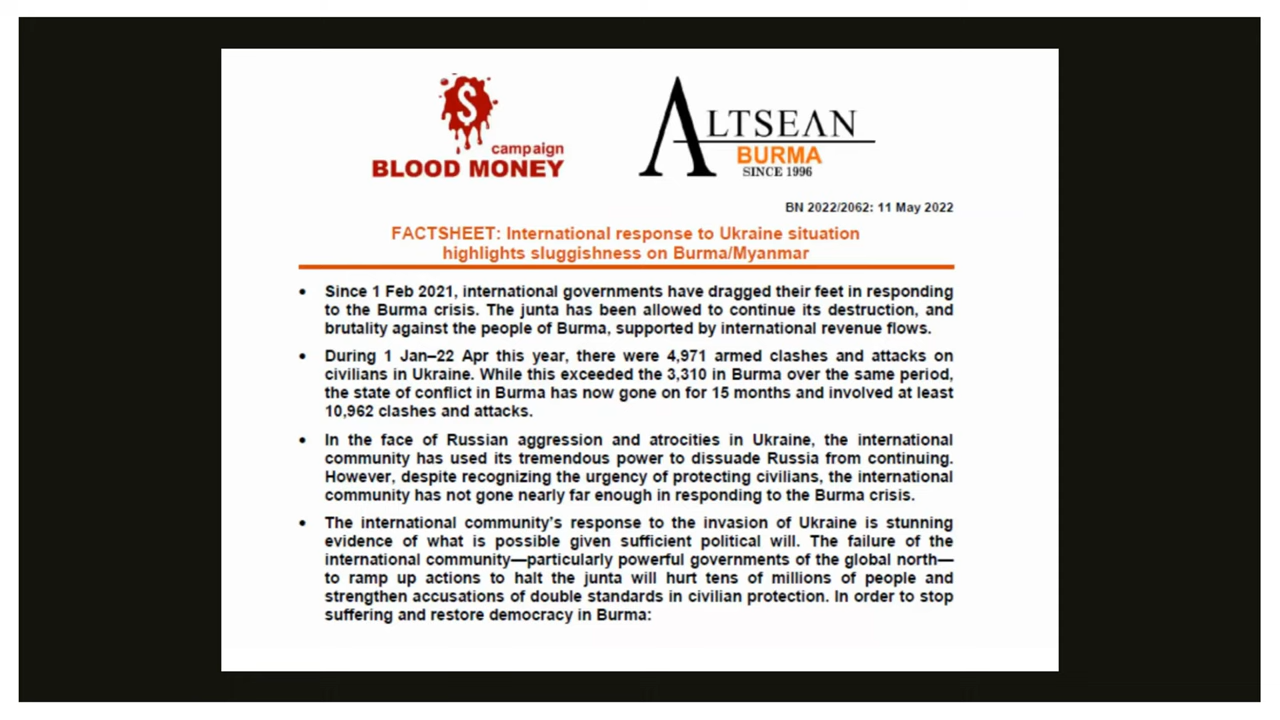 $
campaign
BLOOD MONEY
ALTSEAN
BURMA
SINCE 1996
BN 2022/2062: 11 May 2022
FACTSHEET: International response to Ukraine situation
highlights sluggishness on Burma/Myanmar
• Since 1 Feb 2021, international governments have dragged their feet in responding
to the Burma crisis. The junta has been allowed to continue its destruction, and
brutality against the people of Burma, supported by international revenue flows.
• During 1 Jan–22 Apr this year, there were 4,971 armed clashes and attacks on
civilians in Ukraine. While this exceeded the 3,310 in Burma over the same period,
the state of conflict in Burma has now gone on for 15 months and involved at least
10,962 clashes and attacks.
• In the face of Russian aggression and atrocities in Ukraine, the international
community has used its tremendous power to dissuade Russia from continuing.
However, despite recognizing the urgency of protecting civilians, the international
community has not gone nearly far enough in responding to the Burma crisis.
• The international community's response to the invasion of Ukraine is stunning
evidence of what is possible given sufficient political will. The failure of the
international community—particularly powerful governments of the global north—
to ramp up actions to halt the junta will hurt tens of millions of people and
strengthen accusations of double standards in civilian protection. In order to stop
suffering and restore democracy in Burma: